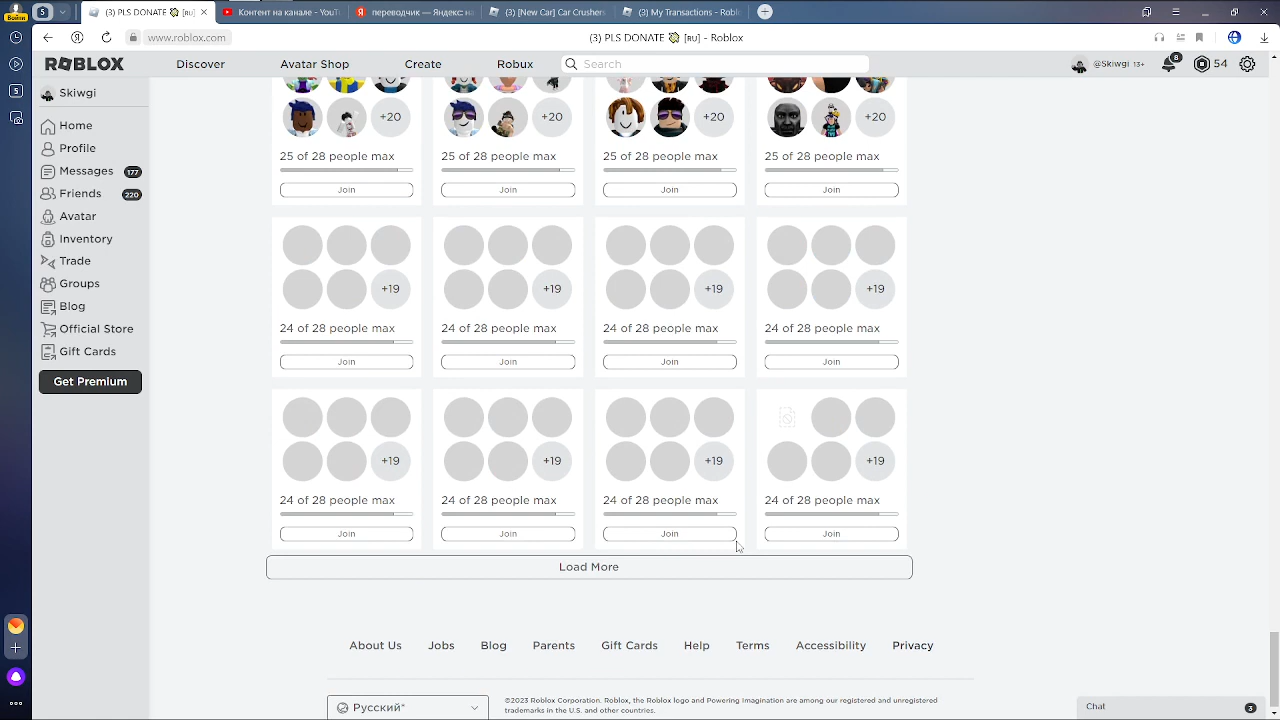 Войти
5
(3) PLS DONATE 💸 [RU] - Ro
Контент на канале - YouTu
переводчик — Яндекс на
(3) [New Car] Car Crushers
(3) My Transactions - Roblo
www.roblox.com
(3) PLS DONATE 💸 [RU] - Roblox
ROBLOX
Discover
Avatar Shop
Create
Robux
Search
@Skiwgi 13+
8
54
Skiwgi
Home
Profile
Messages
177
Friends
220
Avatar
Inventory
Trade
Groups
Blog
Official Store
Gift Cards
Get Premium
5
+20
+20
+20
+20
25 of 28 people max
25 of 28 people max
25 of 28 people max
25 of 28 people max
Join
Join
Join
Join
+19
+19
+19
+19
24 of 28 people max
24 of 28 people max
24 of 28 people max
24 of 28 people max
Join
Join
Join
Join
+19
+19
+19
+19
24 of 28 people max
24 of 28 people max
24 of 28 people max
24 of 28 people max
Join
Join
Join
Join
Load More
About Us
Jobs
Blog
Parents
Gift Cards
Help
Terms
Accessibility
Privacy
Русский*
©2023 Roblox Corporation. Roblox, the Roblox logo and Powering Imagination are among our registered and unregistered
trademarks in the U.S. and other countries.
Chat
3